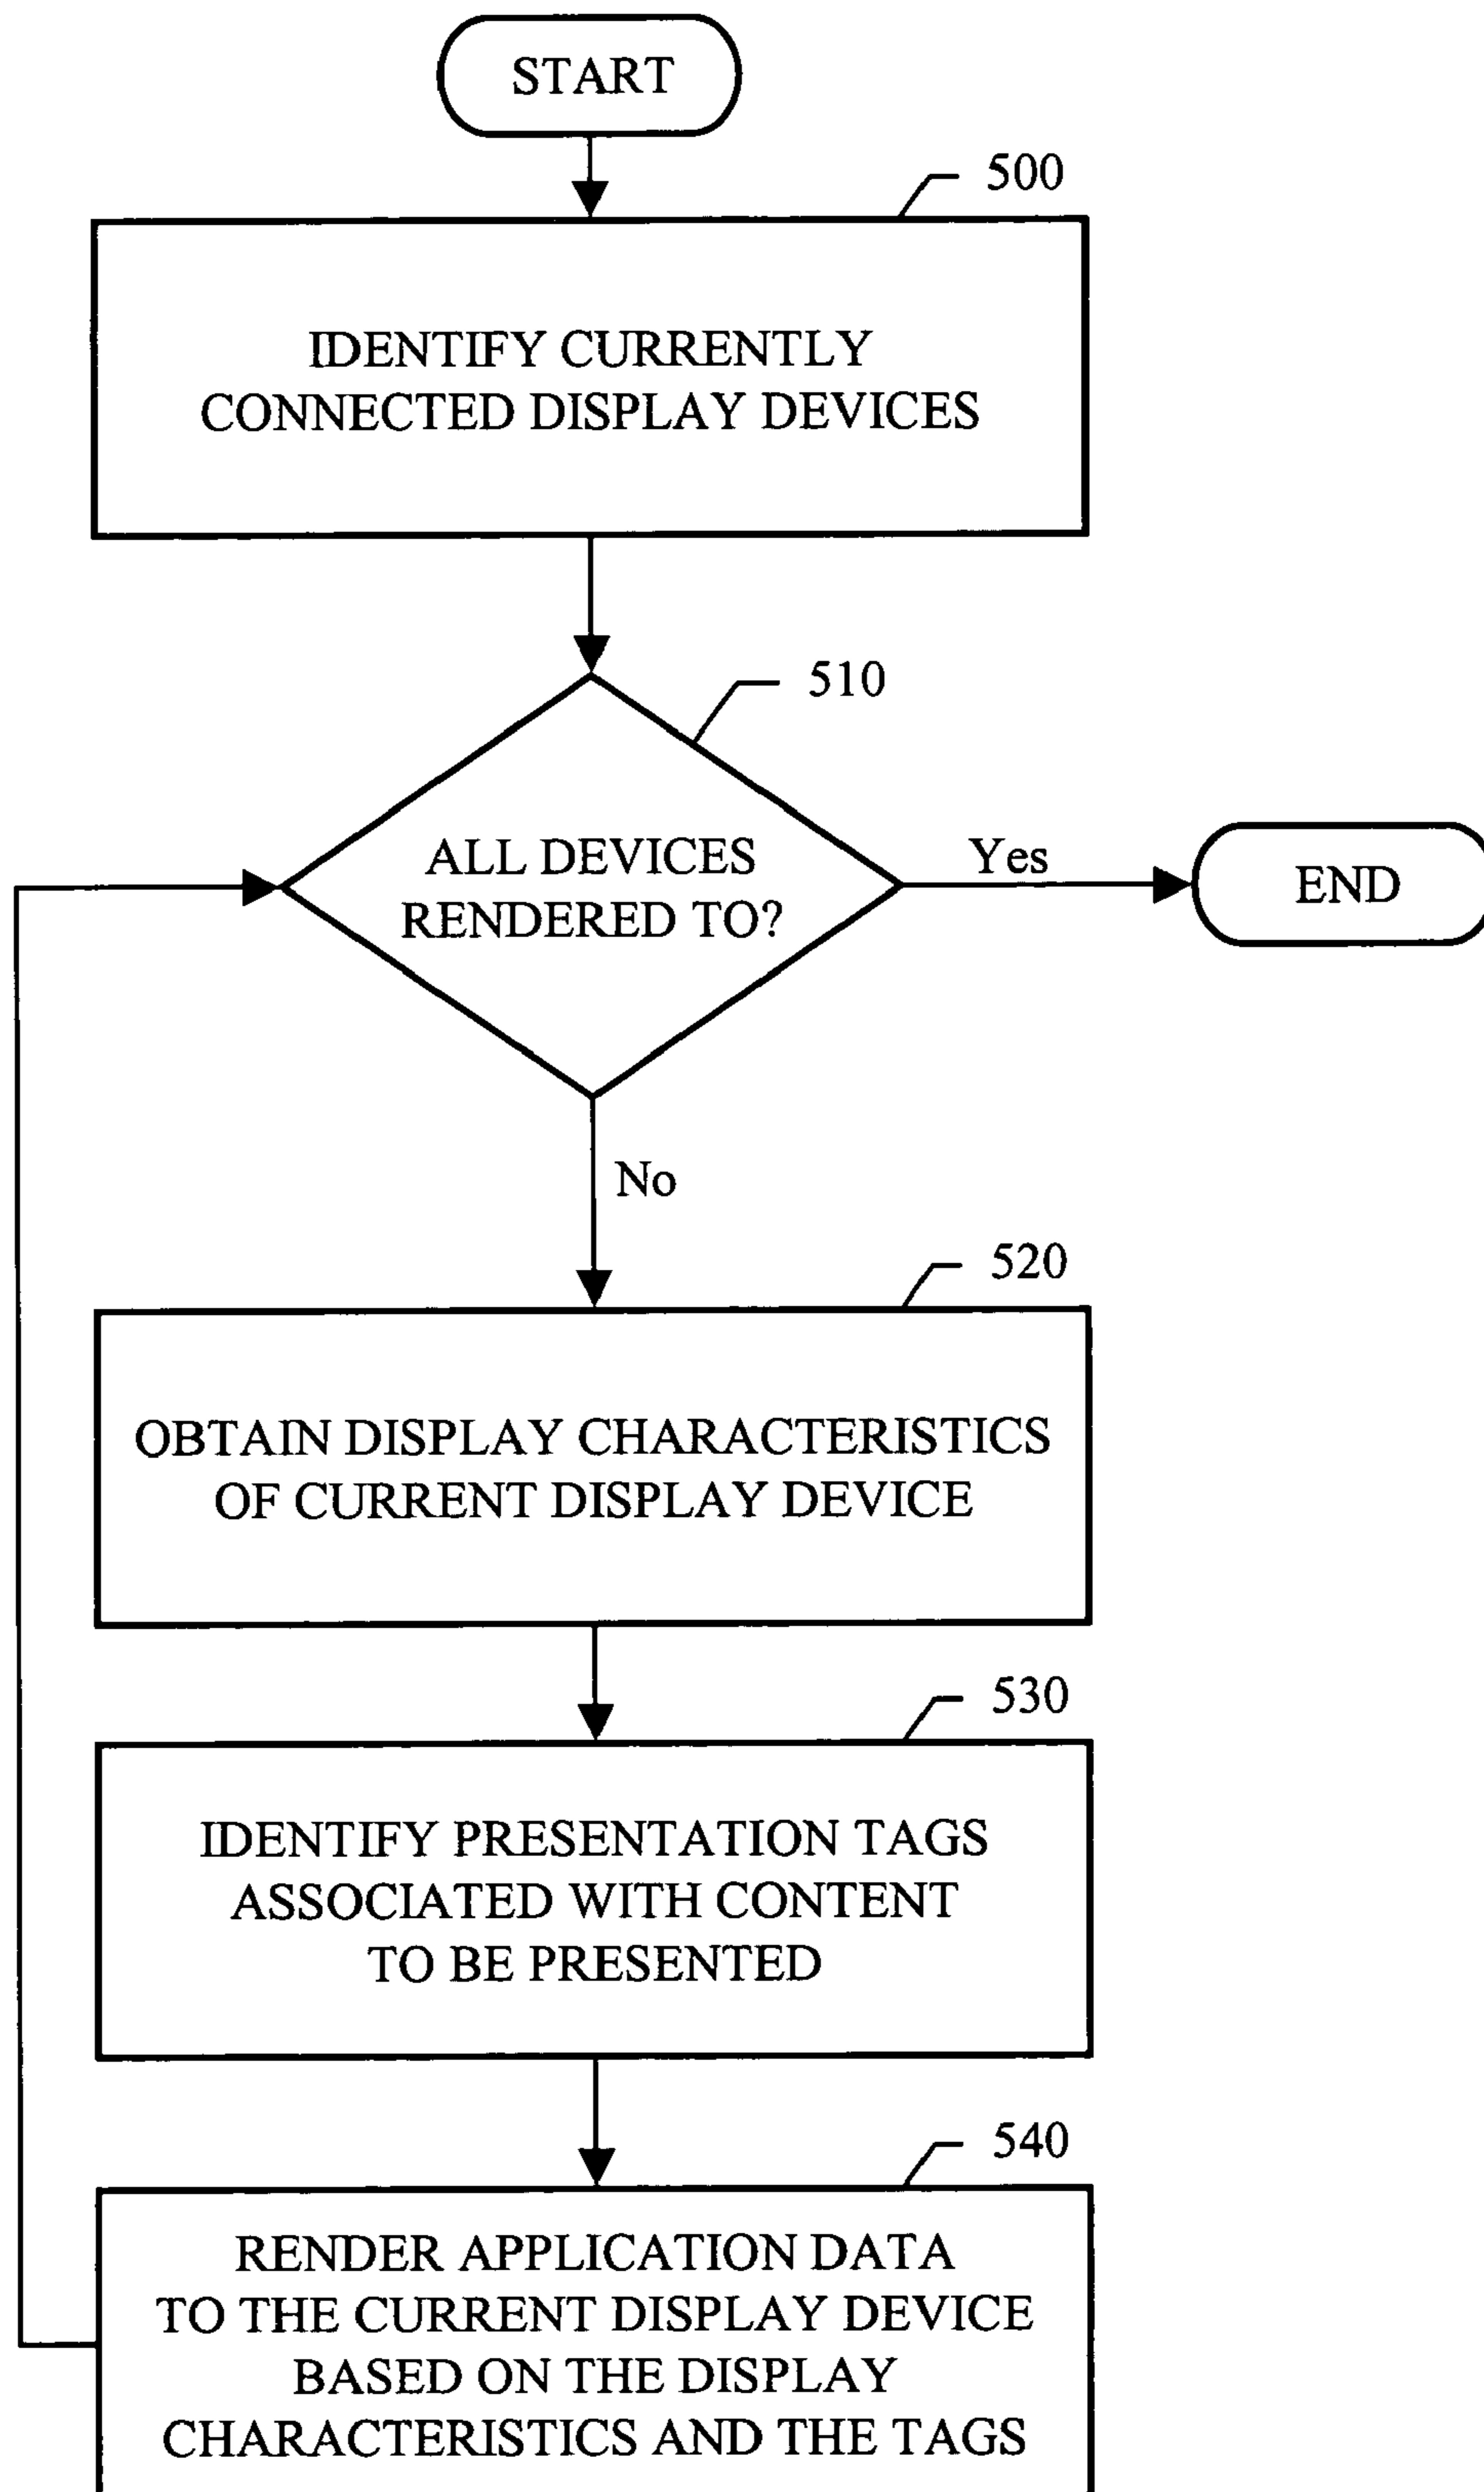 START
500
IDENTIFY CURRENTLY
CONNECTED DISPLAY DEVICES
510
ALL DEVICES
RENDERED TO?
Yes
END
No
520
OBTAIN DISPLAY CHARACTERISTICS
OF CURRENT DISPLAY DEVICE
530
IDENTIFY PRESENTATION TAGS
ASSOCIATED WITH CONTENT
TO BE PRESENTED
540
RENDER APPLICATION DATA
TO THE CURRENT DISPLAY DEVICE
BASED ON THE DISPLAY
CHARACTERISTICS AND THE TAGS